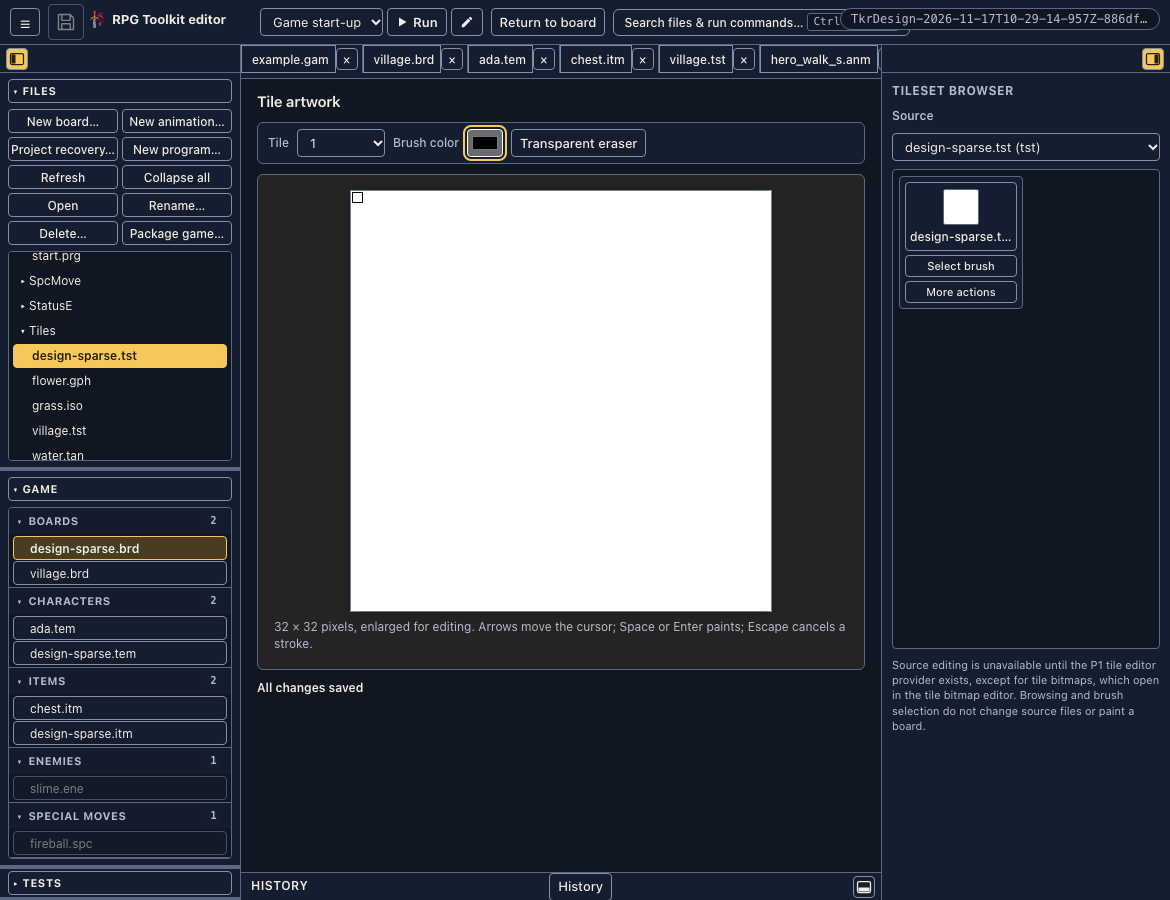 RPG Toolkit editor
Game start-up
Run
Return to board
Search files & run commands... Ctrl
TkrDesign-2026-11-17T10-29-14-957Z-886df…
example.gam ×
village.brd ×
ada.tem ×
chest.itm ×
village.tst ×
hero_walk_s.anm
FILES
New board...
New animation...
Project recovery...
New program...
Refresh
Collapse all
Open
Rename...
Delete...
Package game...
start.prg
SpcMove
StatusE
Tiles
design-sparse.tst
flower.gph
grass.iso
village.tst
water.tan
GAME
BOARDS 2
design-sparse.brd
village.brd
CHARACTERS 2
ada.tem
design-sparse.tem
ITEMS 2
chest.itm
design-sparse.itm
ENEMIES 1
slime.ene
SPECIAL MOVES 1
fireball.spc
TESTS
Tile artwork
Tile 1 Brush color Transparent eraser
32 × 32 pixels, enlarged for editing. Arrows move the cursor; Space or Enter paints; Escape cancels a
stroke.
All changes saved
HISTORY
History
TILESET BROWSER
Source
design-sparse.tst (tst)
design-sparse.t...
Select brush
More actions
Source editing is unavailable until the P1 tile editor
provider exists, except for tile bitmaps, which open
in the tile bitmap editor. Browsing and brush
selection do not change source files or paint a
board.